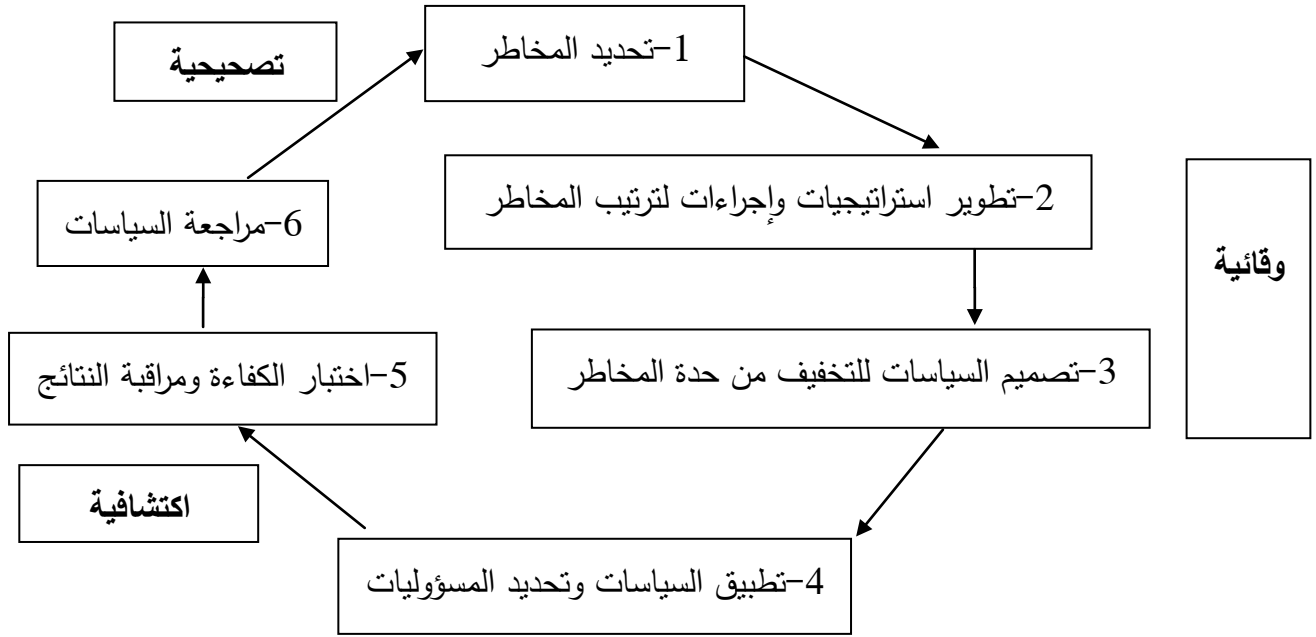 1-تحديد المخاطر
تصحيحية
2-تطوير استراتيجيات وإجراءات لترتيب المخاطر
وقائية
6-مراجعة السياسات
3-تصميم السياسات للتخفيف من حدة المخاطر
5-اختبار الكفاءة ومراقبة النتائج
اكتشافية
4-تطبيق السياسات وتحديد المسؤوليات